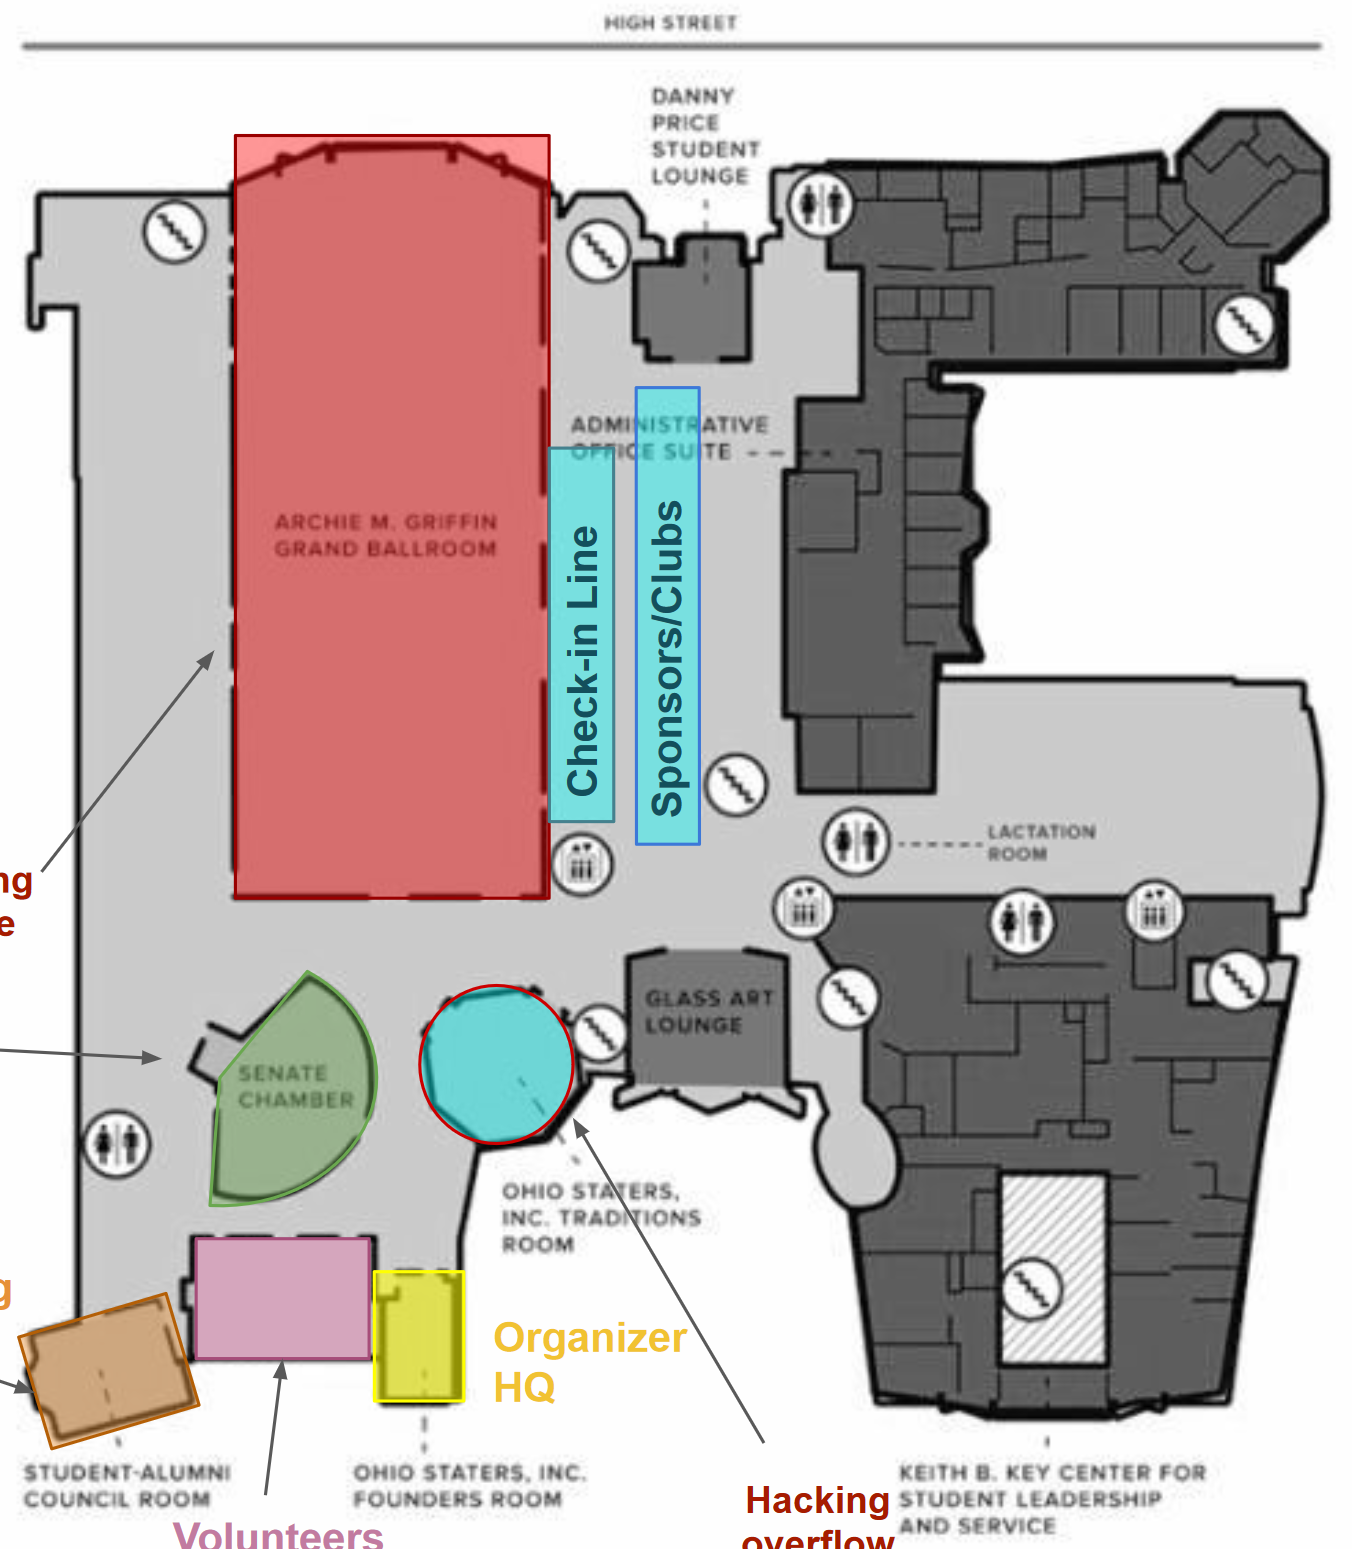 HIGH STREET
DANNY
PRICE
STUDENT
LOUNGE
ADMINISTRATIVE
OFFICE SUITE
ARCHIE M. GRIFFIN
GRAND BALLROOM
Check-in Line
Sponsors/Clubs
LACTATION
ROOM
ng
e
GLASS ART
LOUNGE
SENATE
CHAMBER
OHIO STATERS,
INC. TRADITIONS
ROOM
g
Organizer
HQ
STUDENT-ALUMNI
COUNCIL ROOM
OHIO STATERS, INC.
FOUNDERS ROOM
Volunteers
Hacking
overflow
KEITH B. KEY CENTER FOR
STUDENT LEADERSHIP
AND SERVICE